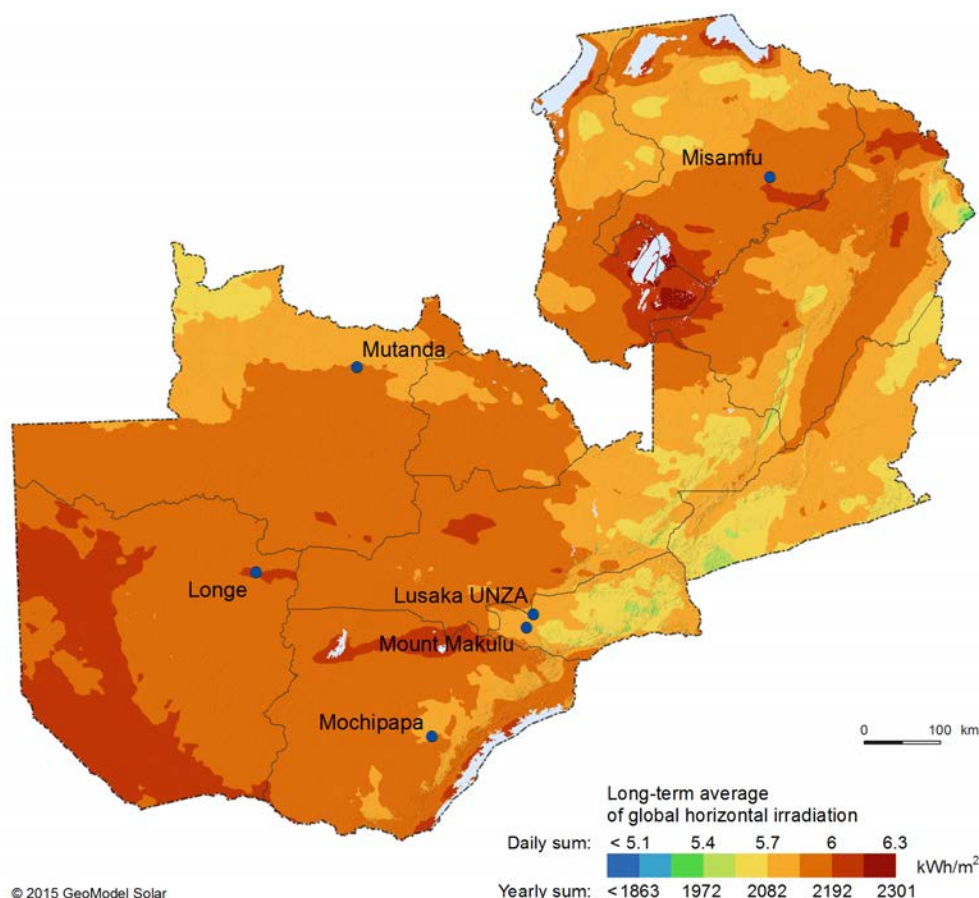 Misamfu
Mutanda
Longe
Lusaka UNZA
Mount Makulu
Mochipapa
0 100 km
Long-term average
of global horizontal irradiation
Daily sum: < 5.1 5.4 5.7 6 6.3
kWh/m²
Yearly sum: < 1863 1972 2082 2192 2301
© 2015 GeoModel Solar